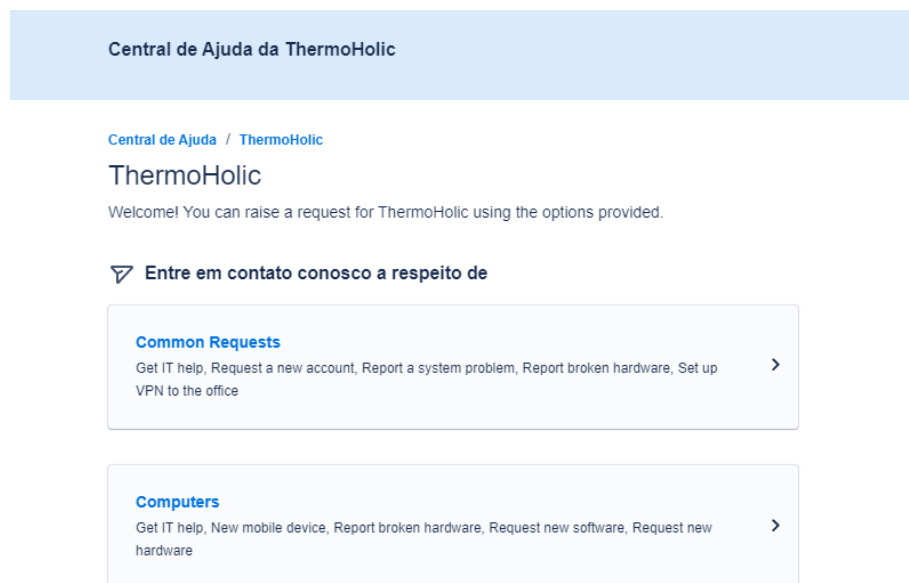 Central de Ajuda da ThermoHolic
Central de Ajuda / ThermoHolic
ThermoHolic
Welcome! You can raise a request for ThermoHolic using the options provided.
Entre em contato conosco a respeito de
Common Requests
Get IT help, Request a new account, Report a system problem, Report broken hardware, Set up
VPN to the office
Computers
Get IT help, New mobile device, Report broken hardware, Request new software, Request new
hardware